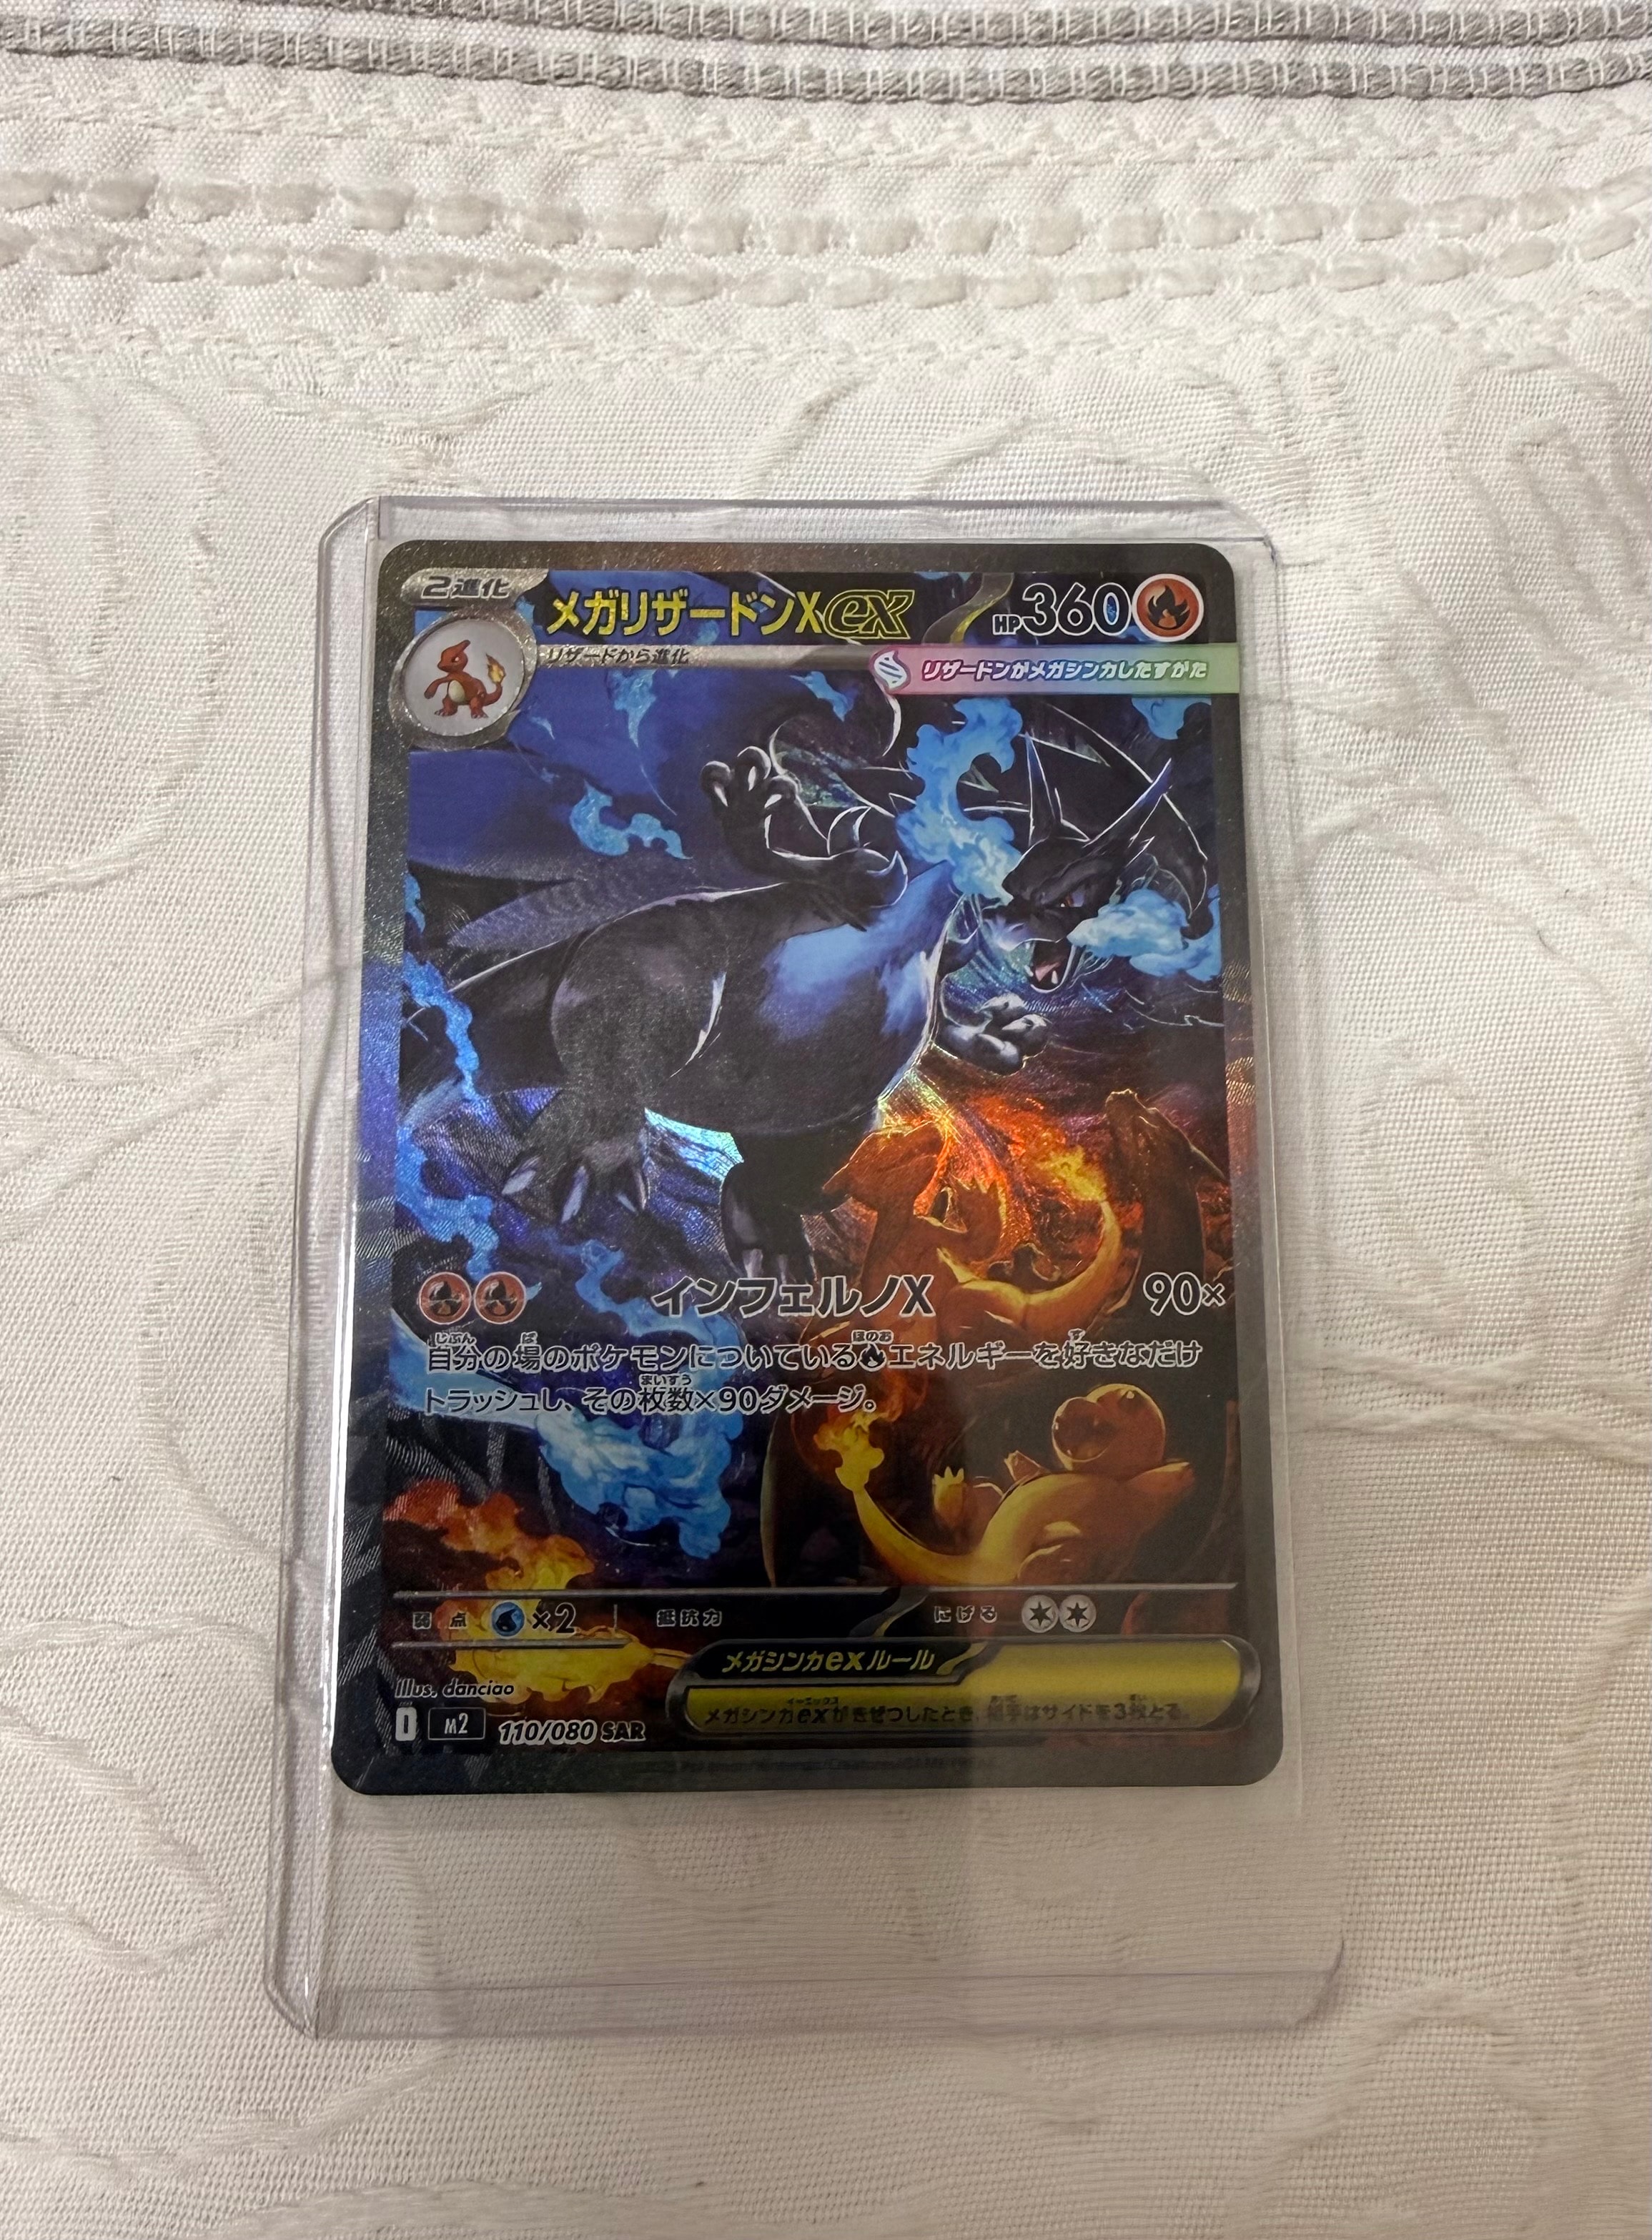 2進化
メガリザードンXex HP360
リザードから進化
リザードンがメガシンカしたすがた
インフェルノX 90×
自分の場のポケモンについているエネルギーを好きなだけ
トラッシュし、その枚数×90ダメージ。
弱点 ×2 抵抗力 にげる
メガシンカexルール
メガシンカexがきぜつしたとき、相手はサイドを3枚とる。
illus. danciao
M2 110/080 SAR